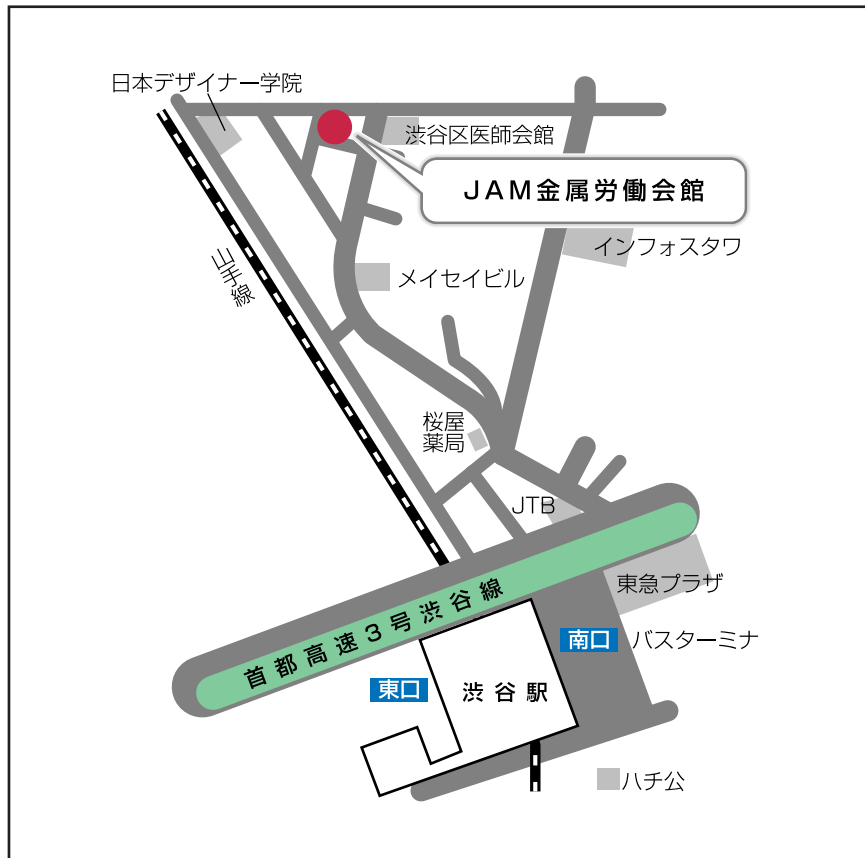 日本デザイナー学院
渋谷区医師会館
JAM金属労働会館
インフォスタワ
山手線
メイセイビル
桜屋
薬局
JTB
東急プラザ
首都高速3号渋谷線
南口
バスターミナ
東口
渋谷駅
ハチ公